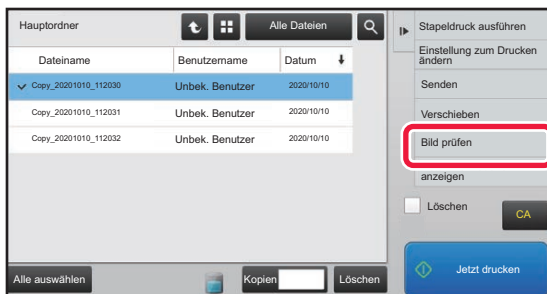 Hauptordner
Alle Dateien
Dateiname Benutzername Datum
Copy_20201010_112030 Unbek. Benutzer 2020/10/10
Copy_20201010_112031 Unbek. Benutzer 2020/10/10
Copy_20201010_112032 Unbek. Benutzer 2020/10/10
Alle auswählen
Kopien
Löschen
Stapeldruck ausführen
Einstellung zum Drucken
ändern
Senden
Verschieben
Bild prüfen
anzeigen
Löschen
CA
Jetzt drucken